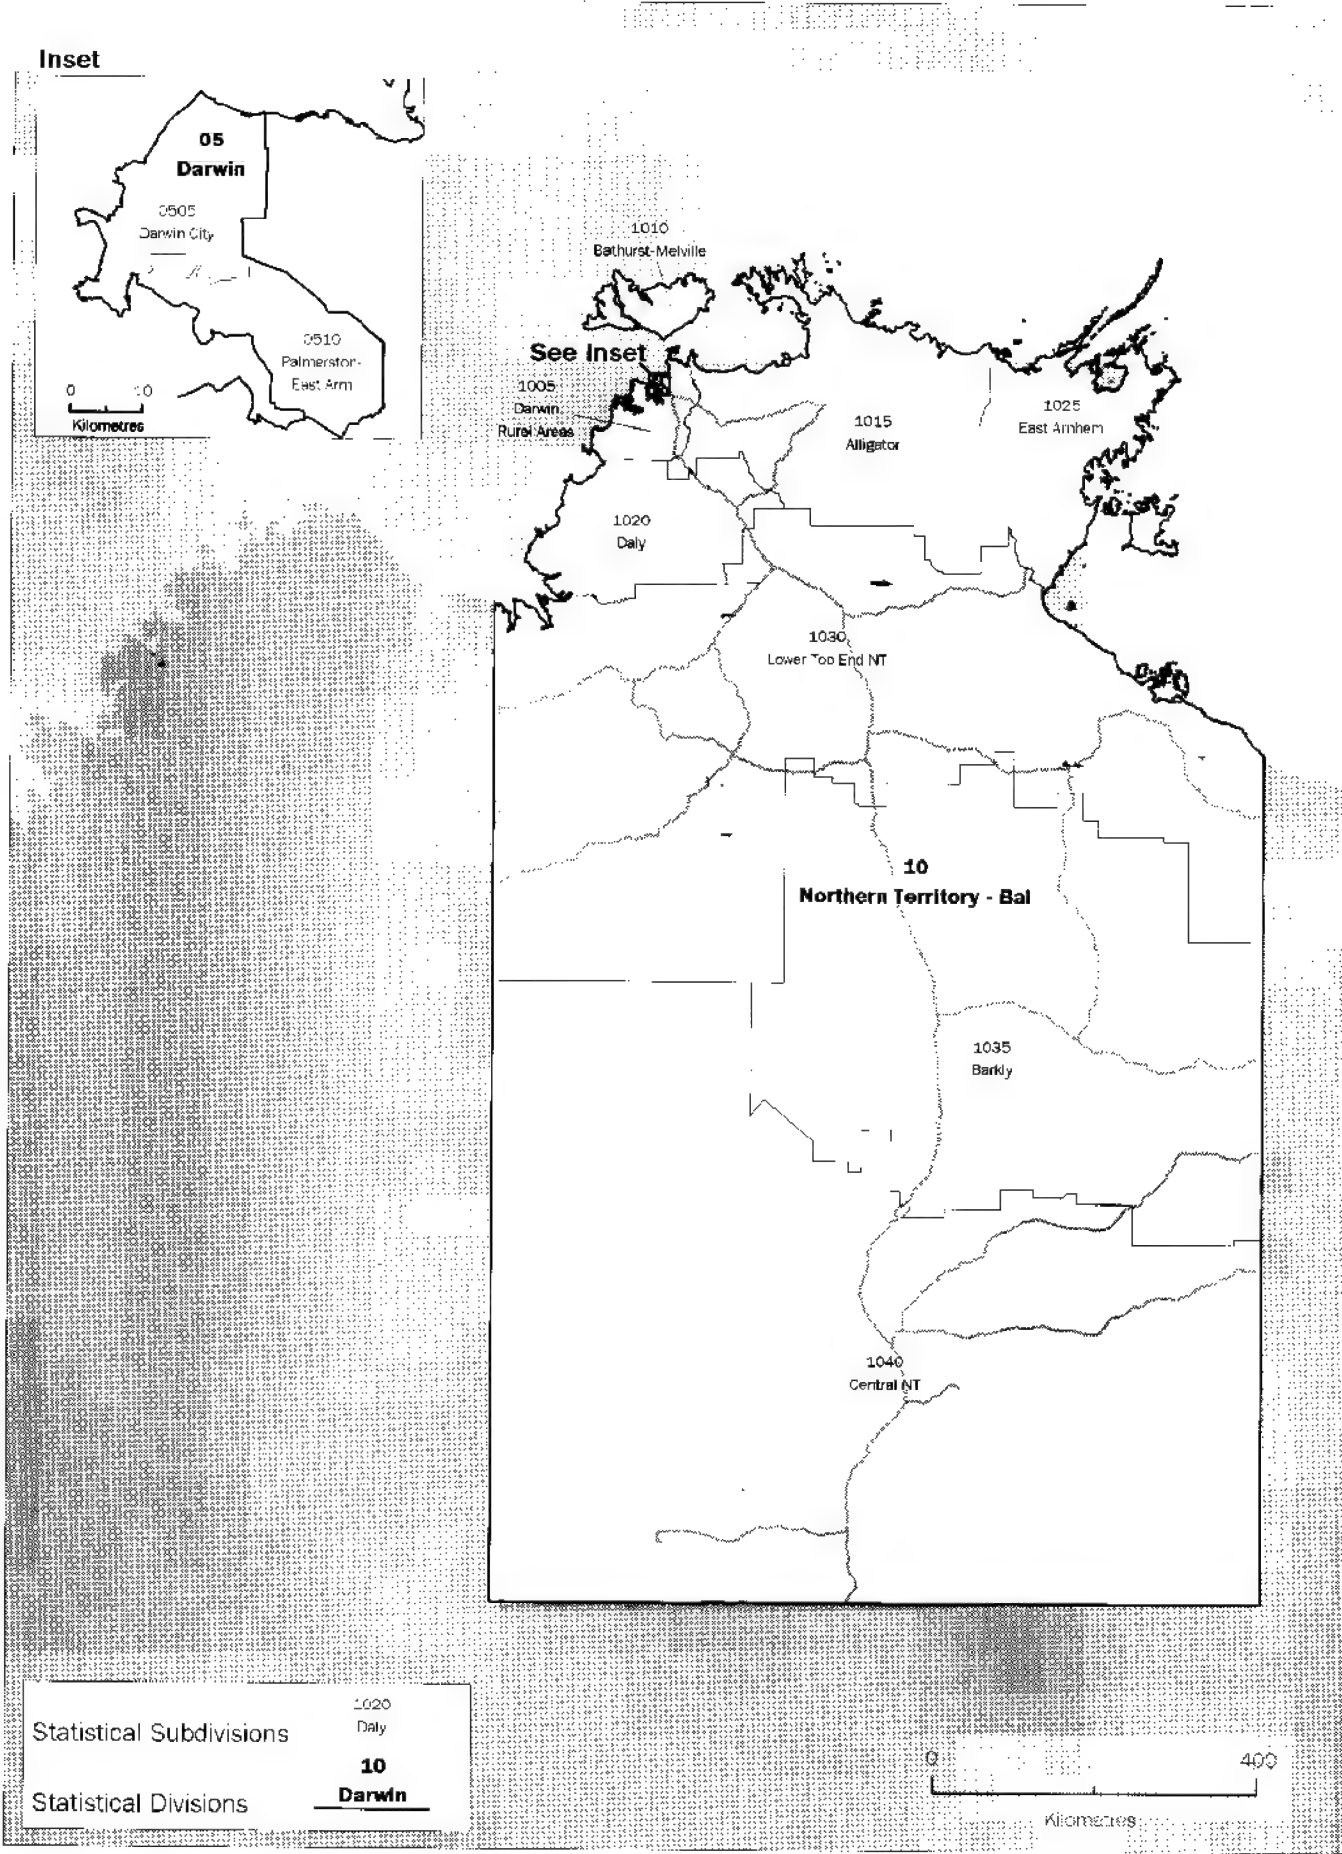 Inset
05
Darwin
0505
Darwin City
0510
Palmerston-
East Arm
0 10
Kilometres
1010
Bathurst-Melville
See Inset
1005
Darwin
Rural Areas
1015
Alligator
1025
East Arnhem
1020
Daly
1030
Lower Top End NT
10
Northern Territory - Bal
1035
Barkly
1040
Central NT
Statistical Subdivisions
1020
Daly
Statistical Divisions
10
Darwin
0 400
Kilometres